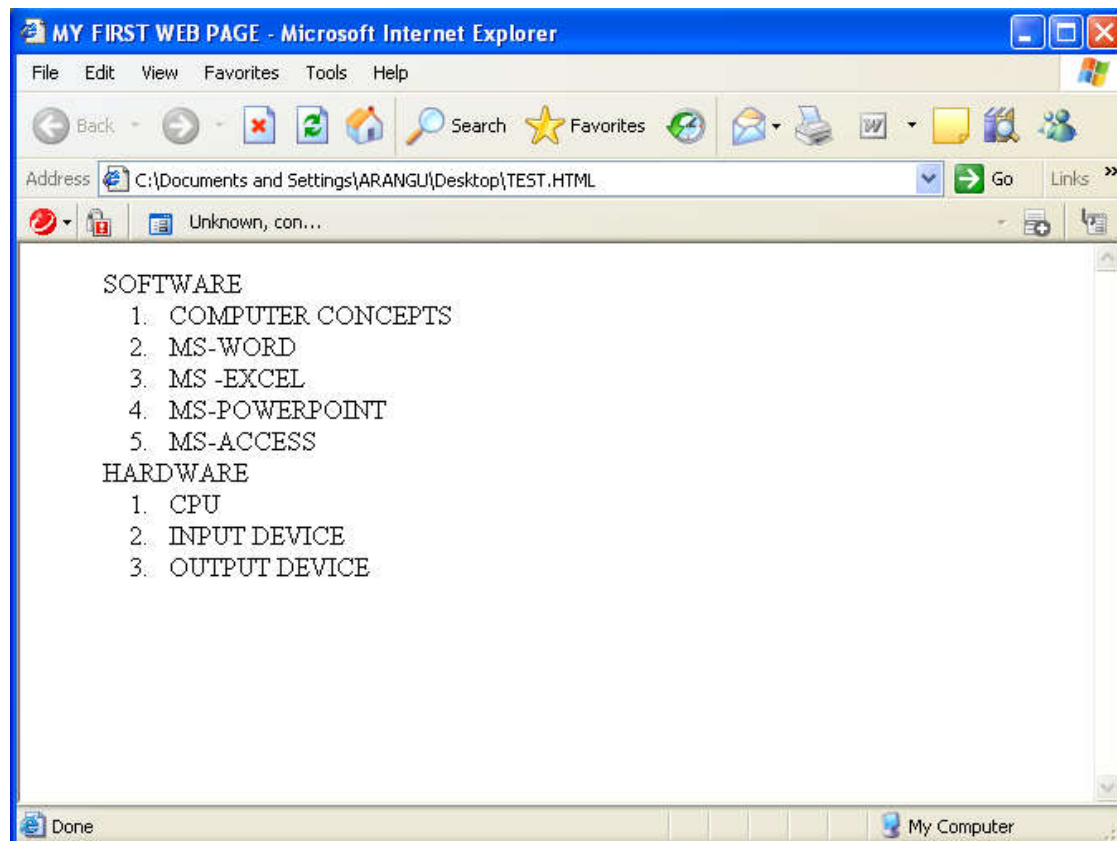 MY FIRST WEB PAGE - Microsoft Internet Explorer
File Edit View Favorites Tools Help
Back Search Favorites W
Address C:\Documents and Settings\ARANGU\Desktop\TEST.HTML Go Links »
Unknown, con...
SOFTWARE
1. COMPUTER CONCEPTS
2. MS-WORD
3. MS -EXCEL
4. MS-POWERPOINT
5. MS-ACCESS
HARDWARE
1. CPU
2. INPUT DEVICE
3. OUTPUT DEVICE
Done My Computer